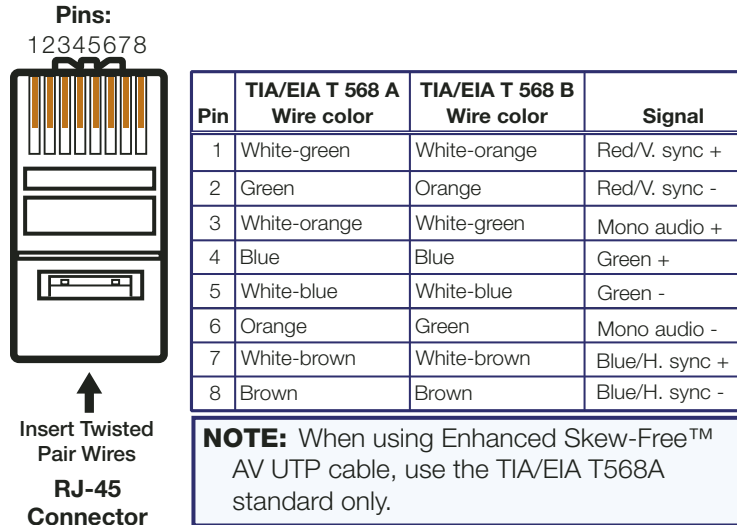 Pins:
12345678
Insert Twisted
Pair Wires
RJ-45
Connector
TIA/EIA T 568 A TIA/EIA T 568 B
Pin Wire color Wire color Signal
1 White-green White-orange Red/V. sync +
2 Green Orange Red/V. sync -
3 White-orange White-green Mono audio +
4 Blue Blue Green +
5 White-blue White-blue Green -
6 Orange Green Mono audio -
7 White-brown White-brown Blue/H. sync +
8 Brown Brown Blue/H. sync -
NOTE: When using Enhanced Skew-Free™
AV UTP cable, use the TIA/EIA T568A
standard only.